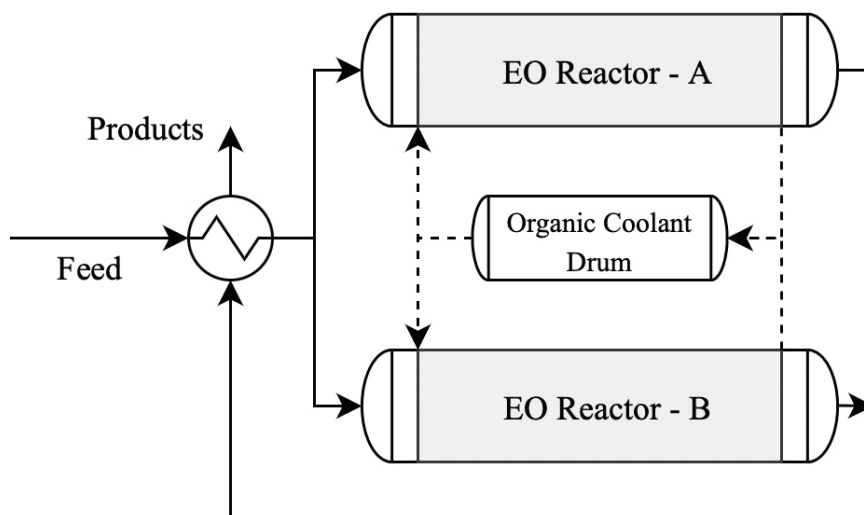 EO Reactor - A
Products
Organic Coolant
Drum
Feed
EO Reactor - B